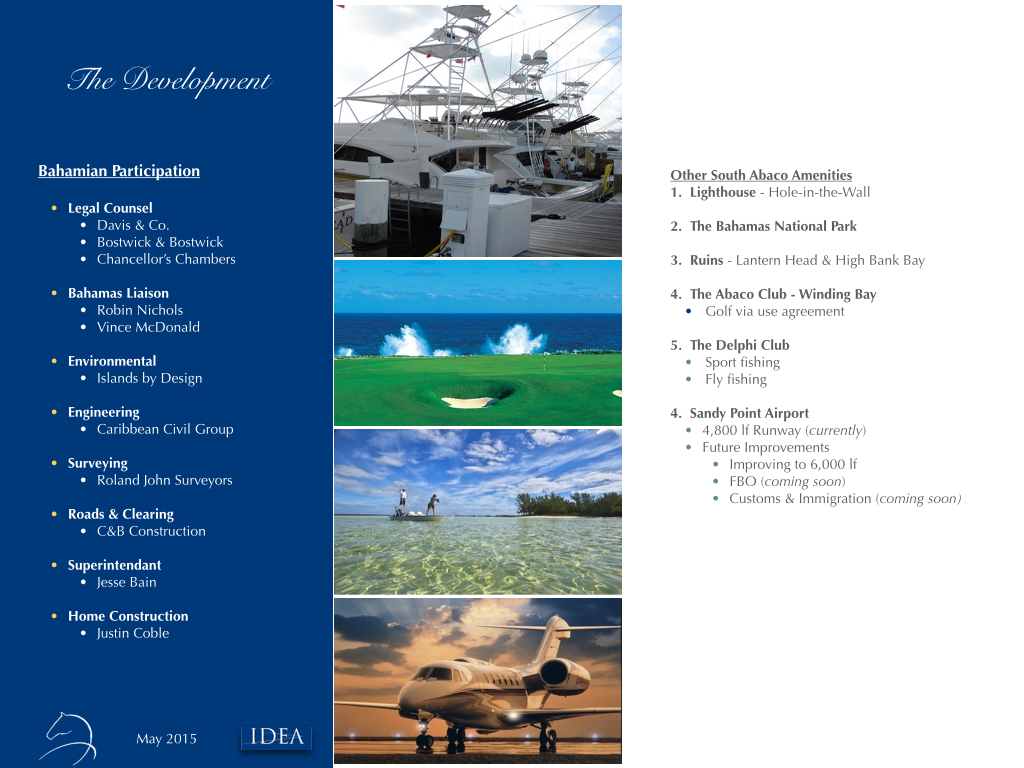 The Development
Bahamian Participation
• Legal Counsel
• Davis & Co.
• Bostwick & Bostwick
• Chancellor's Chambers
• Bahamas Liaison
• Robin Nichols
• Vince McDonald
• Environmental
• Islands by Design
• Engineering
• Caribbean Civil Group
• Surveying
• Roland John Surveyors
• Roads & Clearing
• C&B Construction
• Superintendant
• Jesse Bain
• Home Construction
• Justin Coble
May 2015
IDEA
Other South Abaco Amenities
1. Lighthouse - Hole-in-the-Wall
2. The Bahamas National Park
3. Ruins - Lantern Head & High Bank Bay
4. The Abaco Club - Winding Bay
• Golf via use agreement
5. The Delphi Club
• Sport fishing
• Fly fishing
4. Sandy Point Airport
• 4,800 lf Runway (currently)
• Future Improvements
• Improving to 6,000 lf
• FBO (coming soon)
• Customs & Immigration (coming soon)